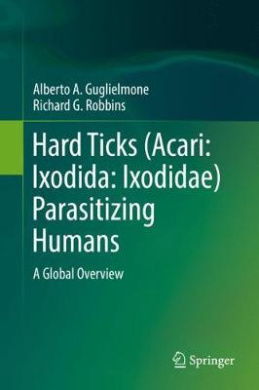 Alberto A. Guglielmone
Richard G. Robbins
Hard Ticks (Acari:
Ixodida: Ixodidae)
Parasitizing
Humans
A Global Overview
Springer